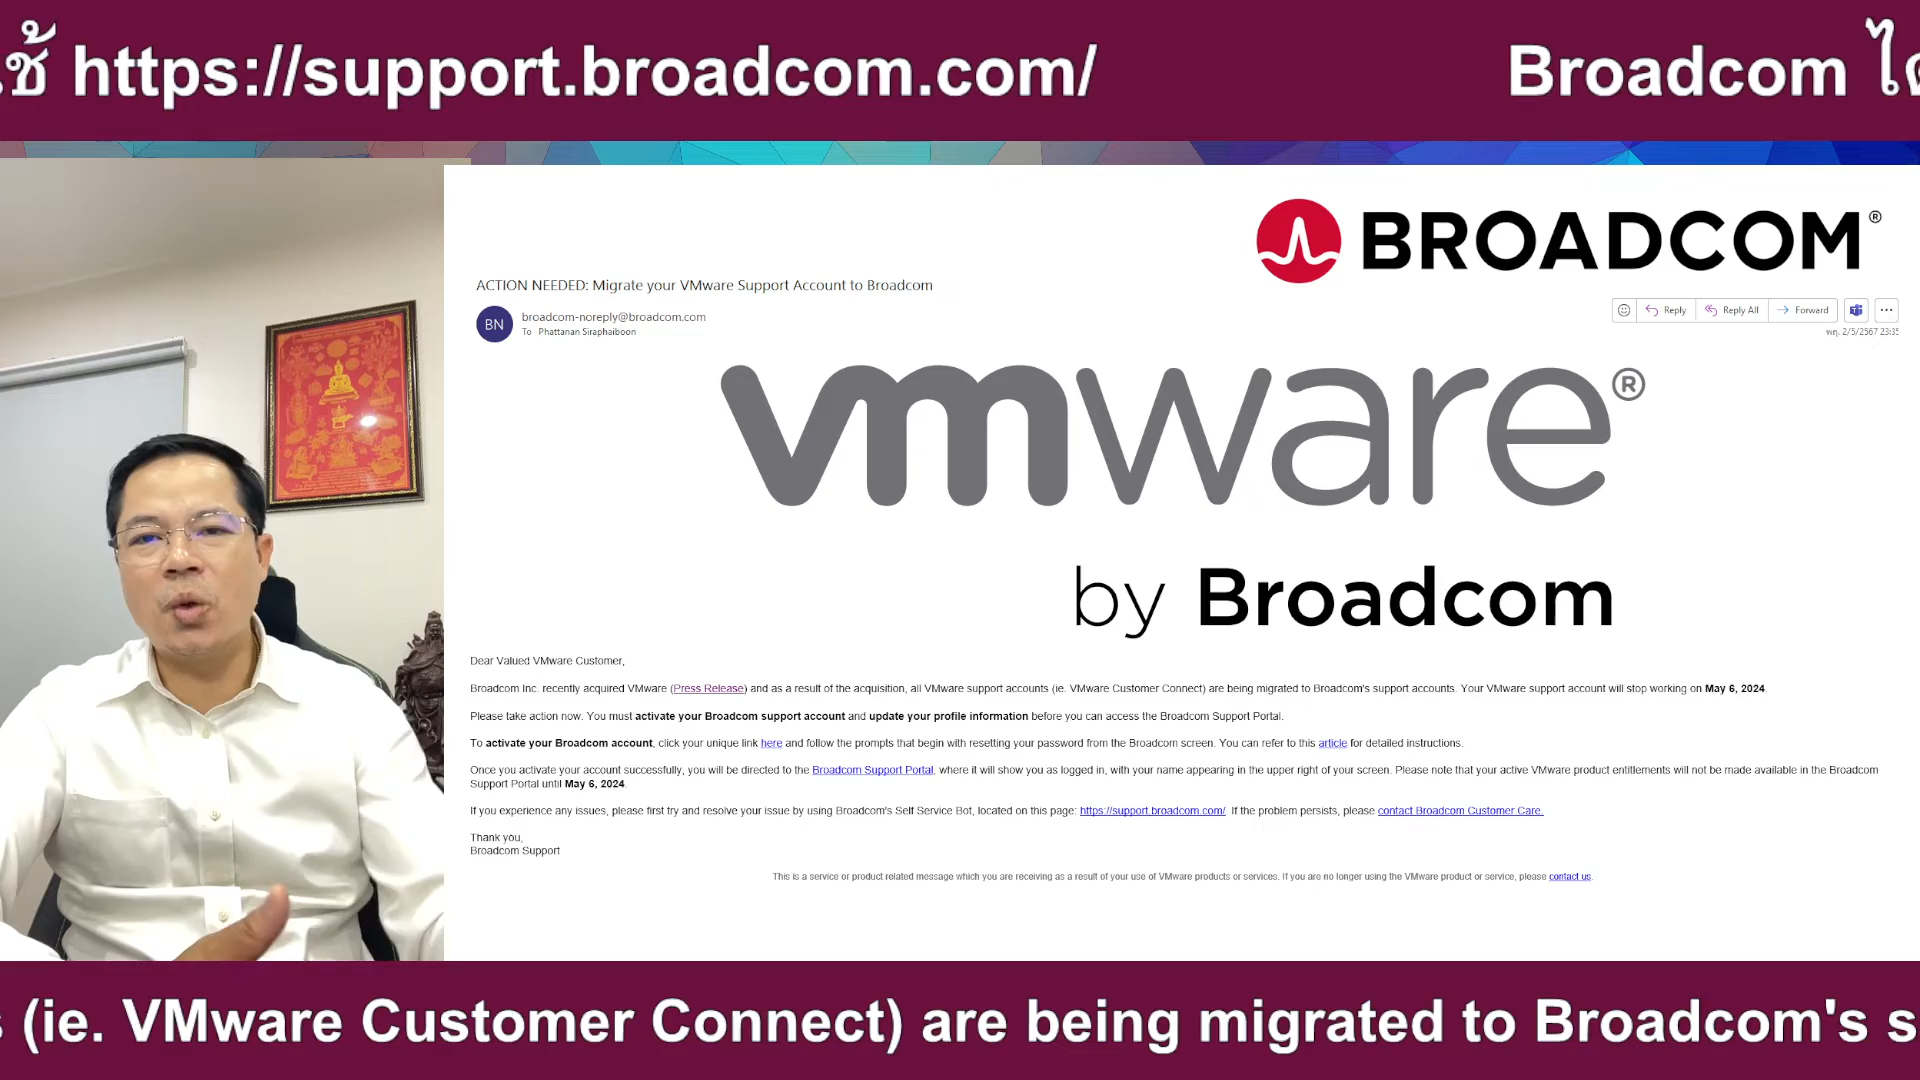 ช้ https://support.broadcom.com/
Broadcom ได
BROADCOM®
ACTION NEEDED: Migrate your VMware Support Account to Broadcom
BN
broadcom-noreply@broadcom.com
To Phattanan Siraphaiboon
Reply
Reply All
Forward
พฤ. 2/5/2567 23:35
vmware®
by Broadcom
Dear Valued VMware Customer,
Broadcom Inc. recently acquired VMware (Press Release) and as a result of the acquisition, all VMware support accounts (ie. VMware Customer Connect) are being migrated to Broadcom's support accounts. Your VMware support account will stop working on May 6, 2024.
Please take action now. You must activate your Broadcom support account and update your profile information before you can access the Broadcom Support Portal.
To activate your Broadcom account, click your unique link here and follow the prompts that begin with resetting your password from the Broadcom screen. You can refer to this article for detailed instructions.
Once you activate your account successfully, you will be directed to the Broadcom Support Portal, where it will show you as logged in, with your name appearing in the upper right of your screen. Please note that your active VMware product entitlements will not be made available in the Broadcom
Support Portal until May 6, 2024.
If you experience any issues, please first try and resolve your issue by using Broadcom's Self Service Bot, located on this page: https://support.broadcom.com/ If the problem persists, please contact Broadcom Customer Care.
Thank you,
Broadcom Support
This is a service or product related message which you are receiving as a result of your use of VMware products or services. If you are no longer using the VMware product or service, please contact us.
s (ie. VMware Customer Connect) are being migrated to Broadcom's s